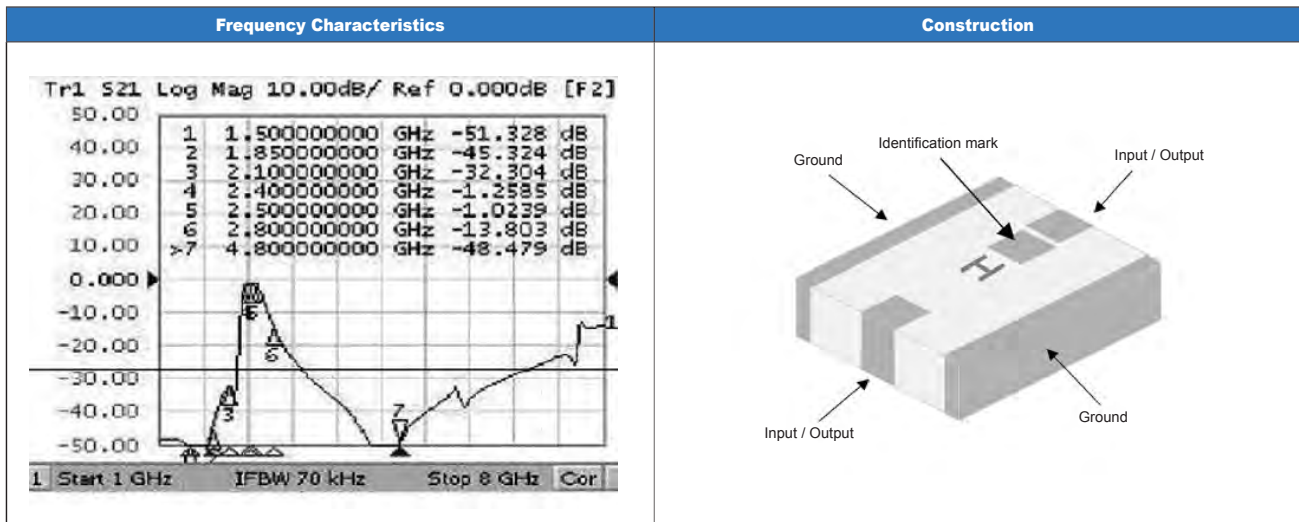 Frequency Characteristics
Construction
Tr1 S21 Log Mag 10.00dB/ Ref 0.000dB [F2]
50.00
40.00
30.00
20.00
10.00
0.000
-10.00
-20.00
-30.00
-40.00
-50.00
1 1.500000000 GHz -51.328 dB
2 1.850000000 GHz -45.324 dB
3 2.100000000 GHz -32.304 dB
4 2.400000000 GHz -1.2585 dB
5 2.500000000 GHz -1.0239 dB
6 2.800000000 GHz -13.803 dB
>7 4.800000000 GHz -48.479 dB
6
3
7
1
1 Start 1 GHz IFBW 70 kHz Stop 8 GHz Cor
Identification mark
Ground
Input / Output
H
Input / Output
Ground